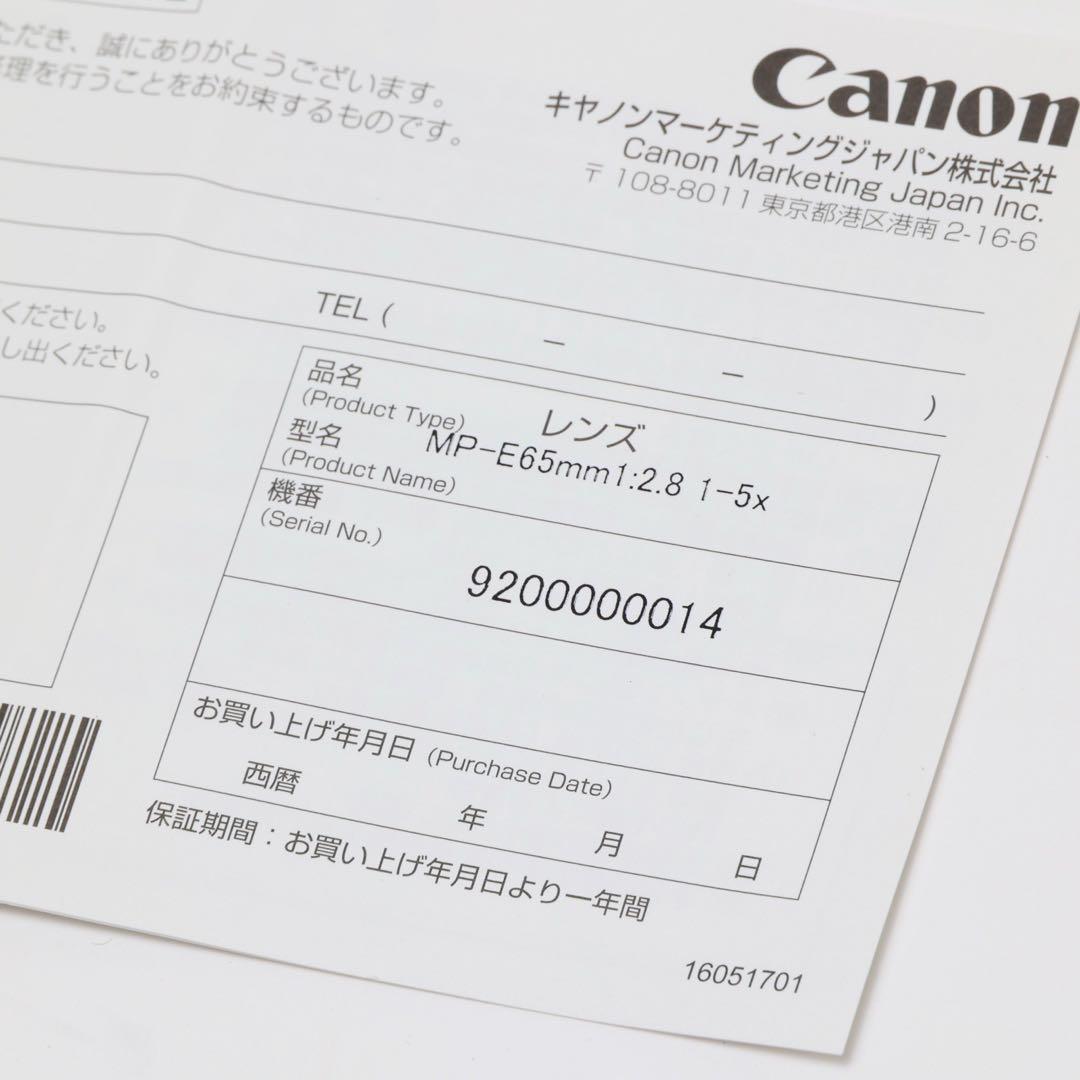 ただき、誠にありがとうございます。
修理を行うことをお約束するものです。
Canon
キヤノンマーケティングジャパン株式会社
Canon Marketing Japan Inc.
〒108-8011 東京都港区港南 2-16-6
TEL ( － － )
ください。
し出ください。
品名 レンズ
(Product Type)
型名 MP-E65mm1:2.8 1-5x
(Product Name)
機番
(Serial No.)
9200000014
お買い上げ年月日 (Purchase Date)
西暦 年 月 日
保証期間：お買い上げ年月日より一年間
16051701